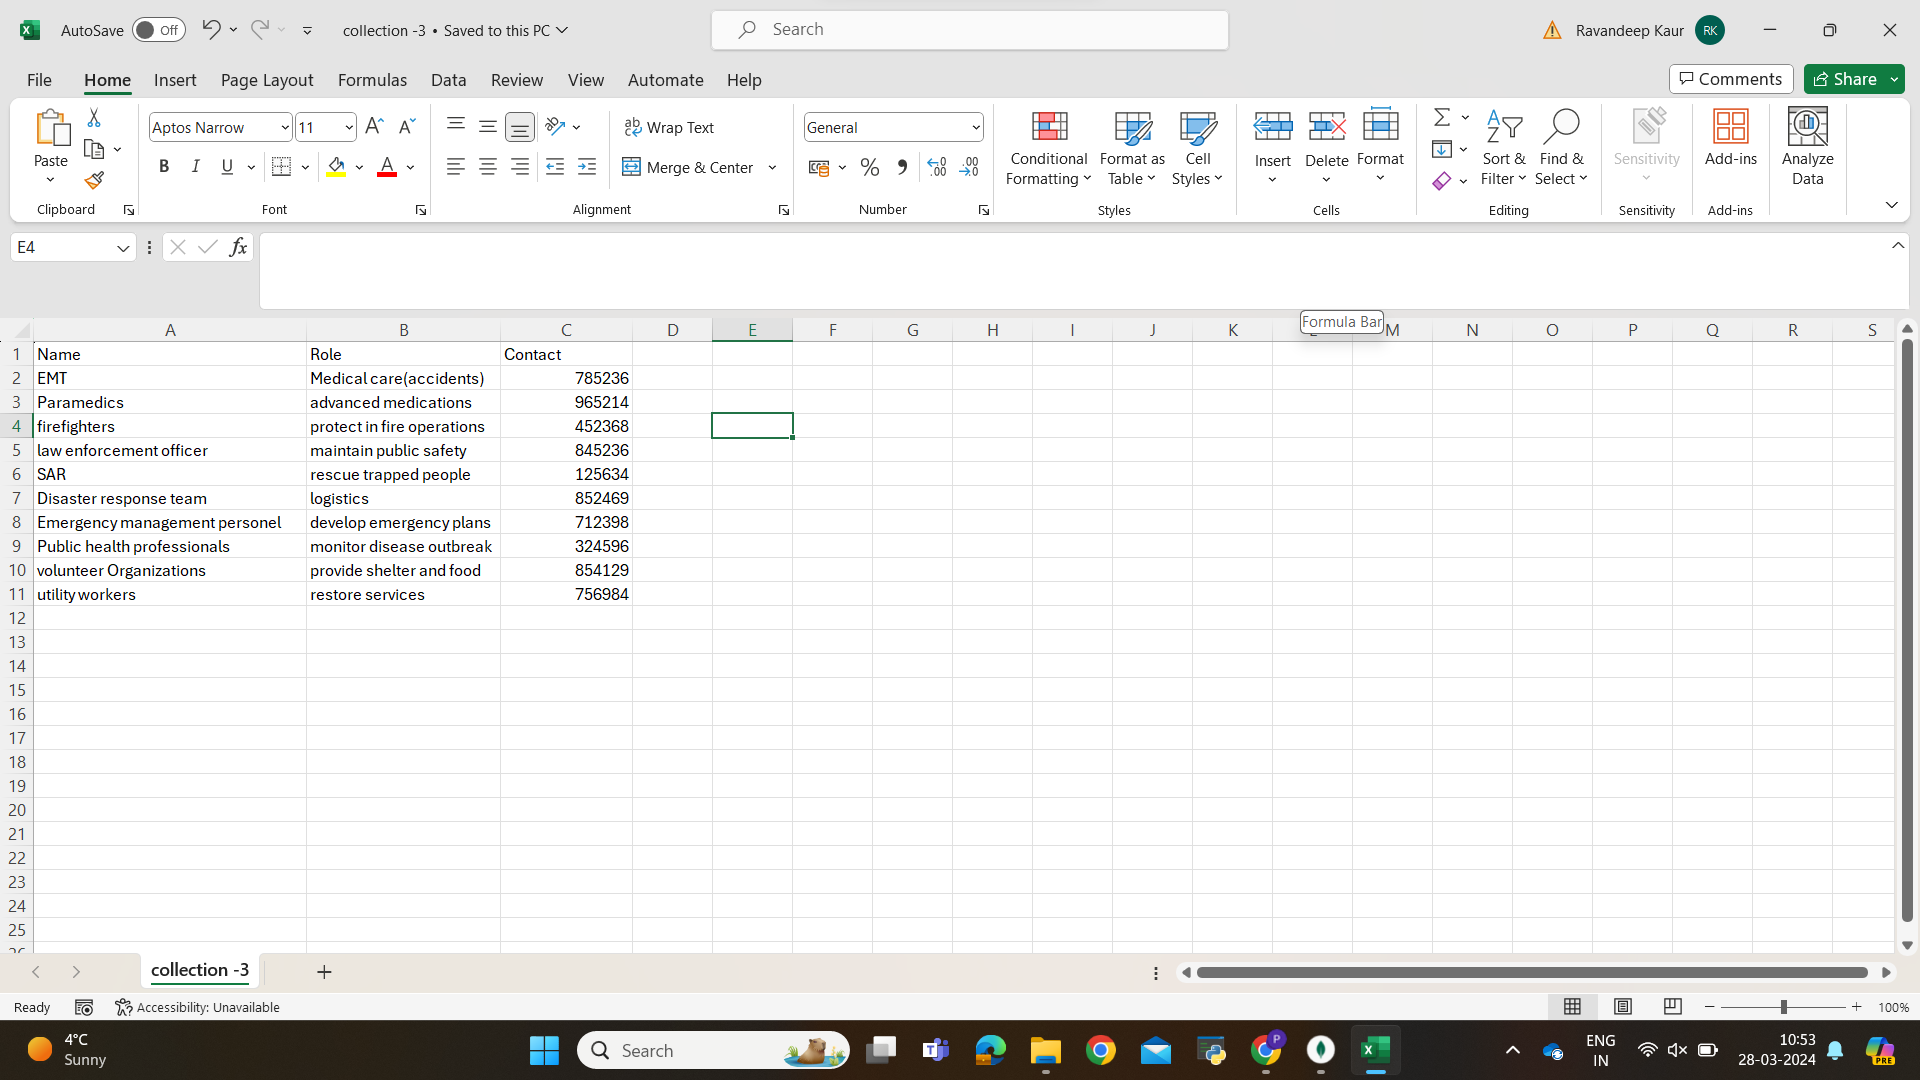 AutoSave Off collection -3 • Saved to this PC Search Ravandeep Kaur RK
File Home Insert Page Layout Formulas Data Review View Automate Help Comments Share
Paste Aptos Narrow 11 Wrap Text General Conditional Formatting Format as Table Cell Styles Insert Delete Format Sort & Filter Find & Select Sensitivity Add-ins Analyze Data
B I U A Merge & Center % 
Clipboard Font Alignment Number Styles Cells Editing Sensitivity Add-ins
E4 fx
Formula Bar
A B C D E F G H I J K M N O P Q R S
1 Name Role Contact
2 EMT Medical care(accidents) 785236
3 Paramedics advanced medications 965214
4 firefighters protect in fire operations 452368
5 law enforcement officer maintain public safety 845236
6 SAR rescue trapped people 125634
7 Disaster response team logistics 852469
8 Emergency management personel develop emergency plans 712398
9 Public health professionals monitor disease outbreak 324596
10 volunteer Organizations provide shelter and food 854129
11 utility workers restore services 756984
12
13
14
15
16
17
18
19
20
21
22
23
24
25
collection -3
Ready Accessibility: Unavailable 100%
4°C
Sunny
Search
ENG
IN
10:53
28-03-2024